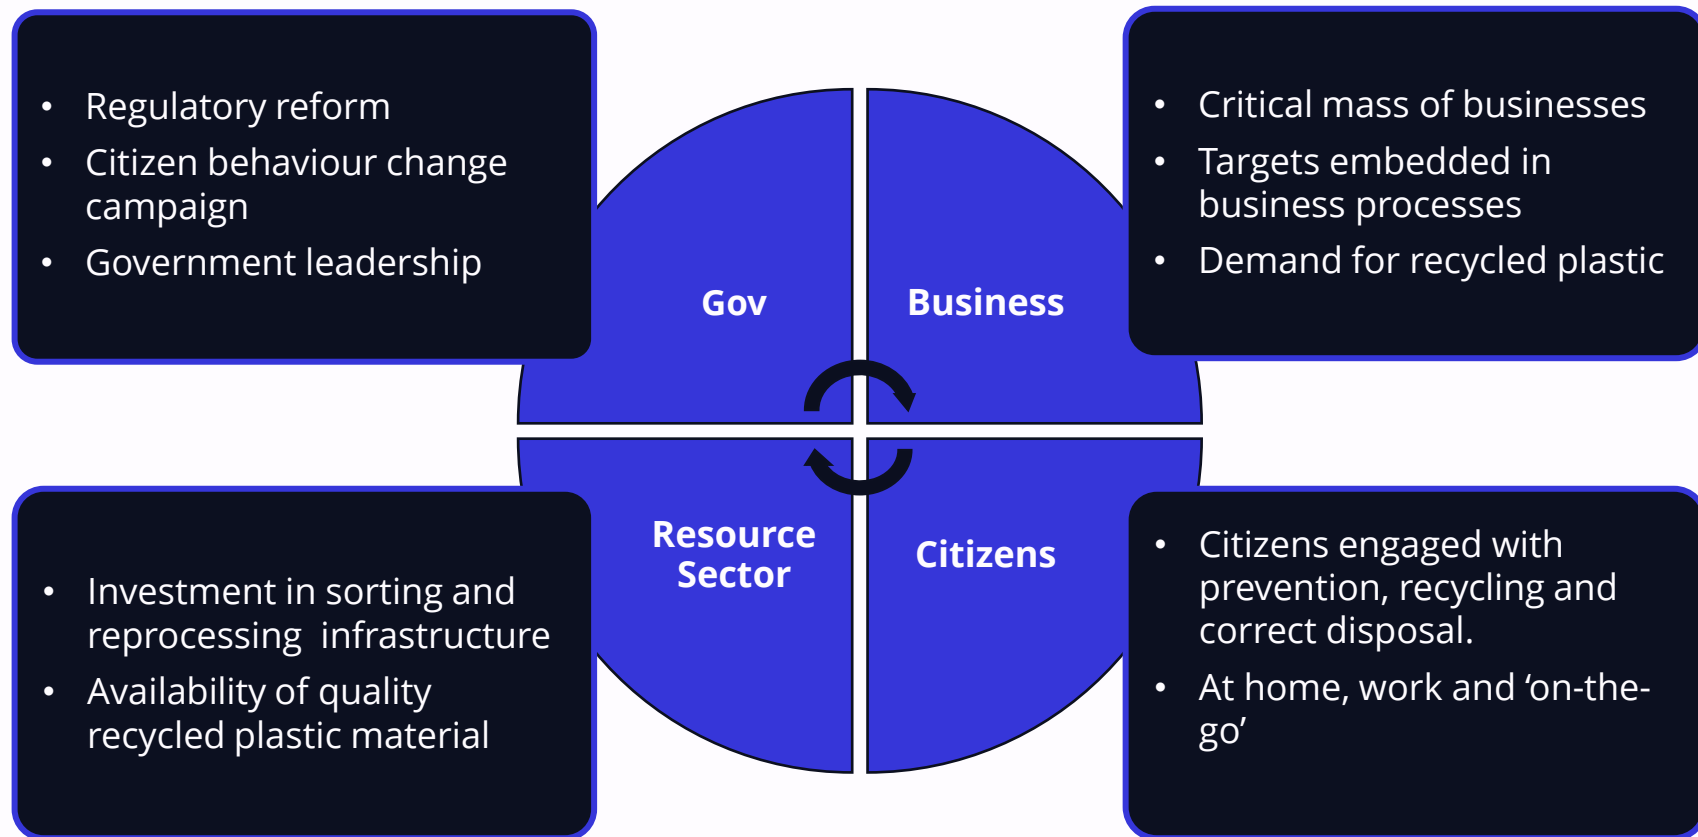 • Regulatory reform
• Citizen behaviour change
campaign
• Government leadership
Gov
Business
• Critical mass of businesses
• Targets embedded in
business processes
• Demand for recycled plastic
• Investment in sorting and
reprocessing  infrastructure
• Availability of quality
recycled plastic material
Resource
Sector
Citizens
• Citizens engaged with
prevention, recycling and
correct disposal.
• At home, work and ‘on-the-
go’